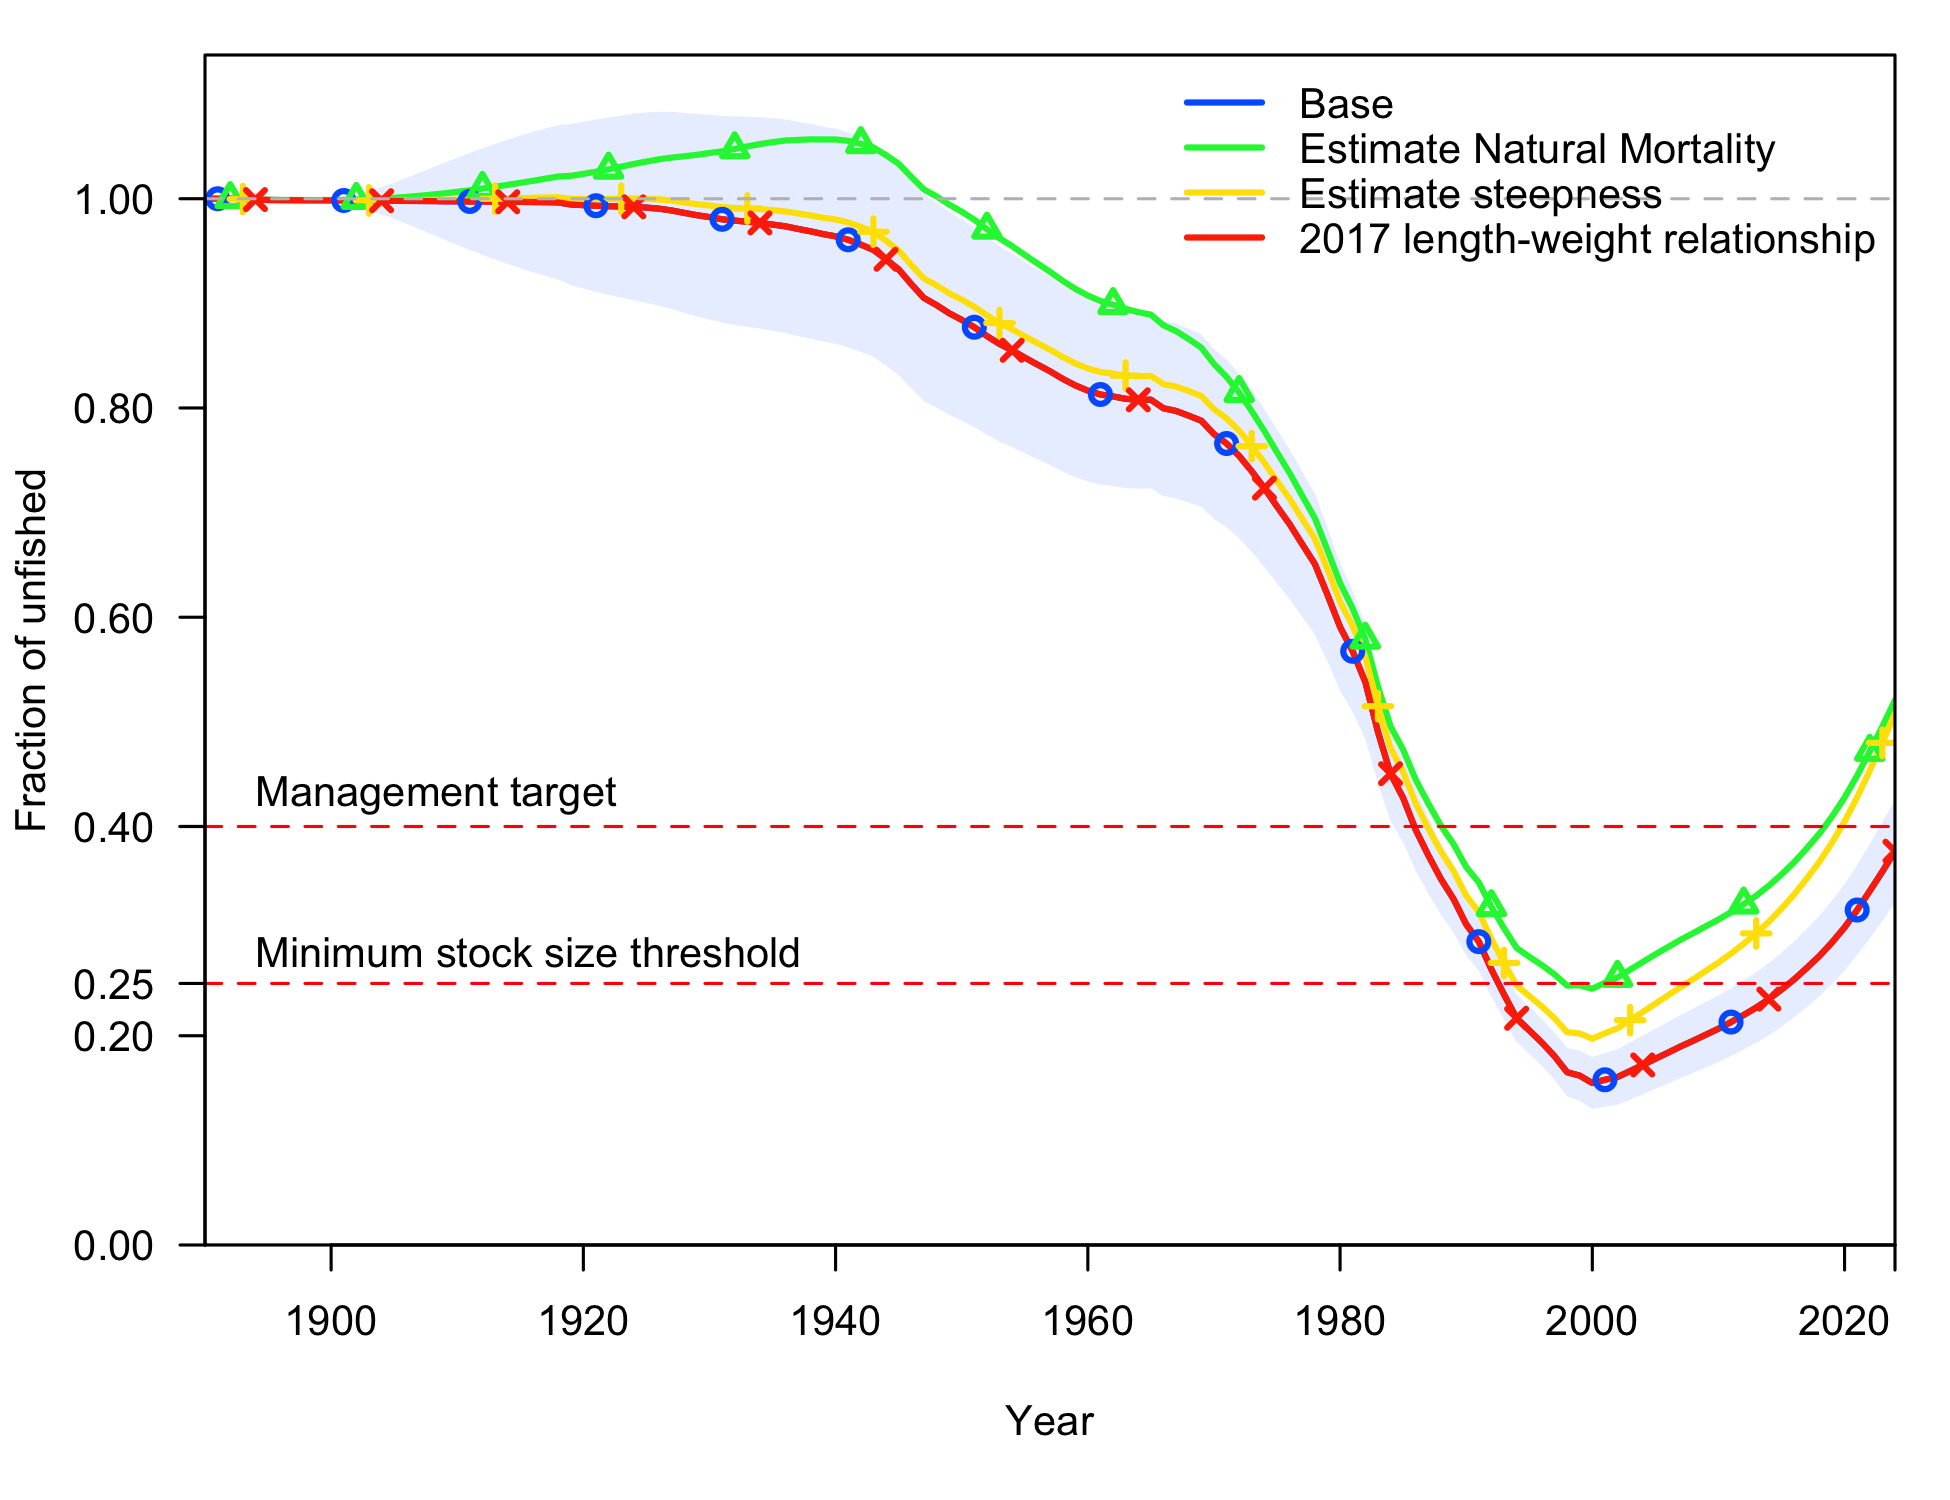 Base
Estimate Natural Mortality
Estimate steepness
2017 length-weight relationship
1.00
0.80
0.60
0.40
0.25
0.20
0.00
Fraction of unfished
Management target
Minimum stock size threshold
1900 1920 1940 1960 1980 2000 2020
Year